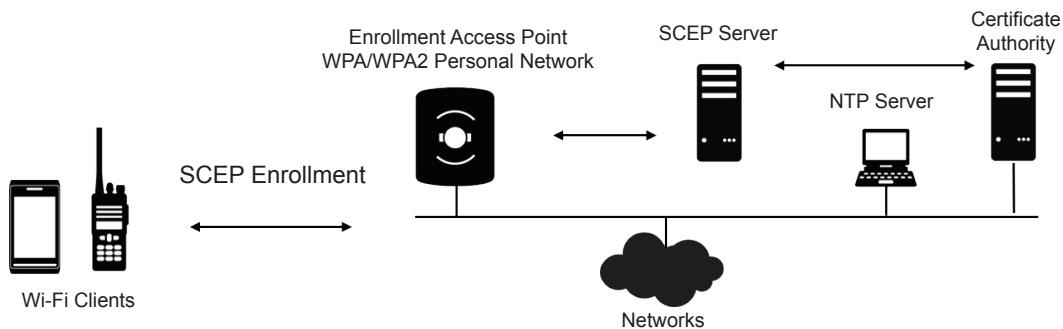 Enrollment Access Point
WPA/WPA2 Personal Network
SCEP Server
Certificate
Authority
NTP Server
SCEP Enrollment
Wi-Fi Clients
Networks